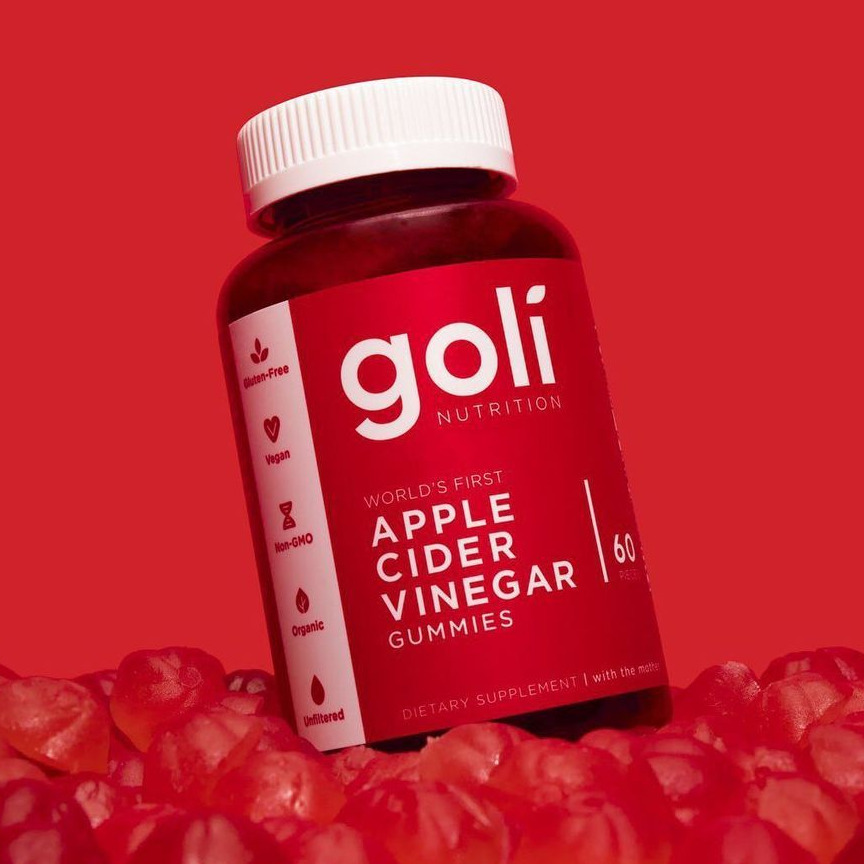 goli
NUTRITION
WORLD'S FIRST
APPLE
CIDER
VINEGAR
GUMMIES
60
DIETARY SUPPLEMENT | with the
Gluten-Free
Vegan
Non-GMO
Organic
Unfiltered